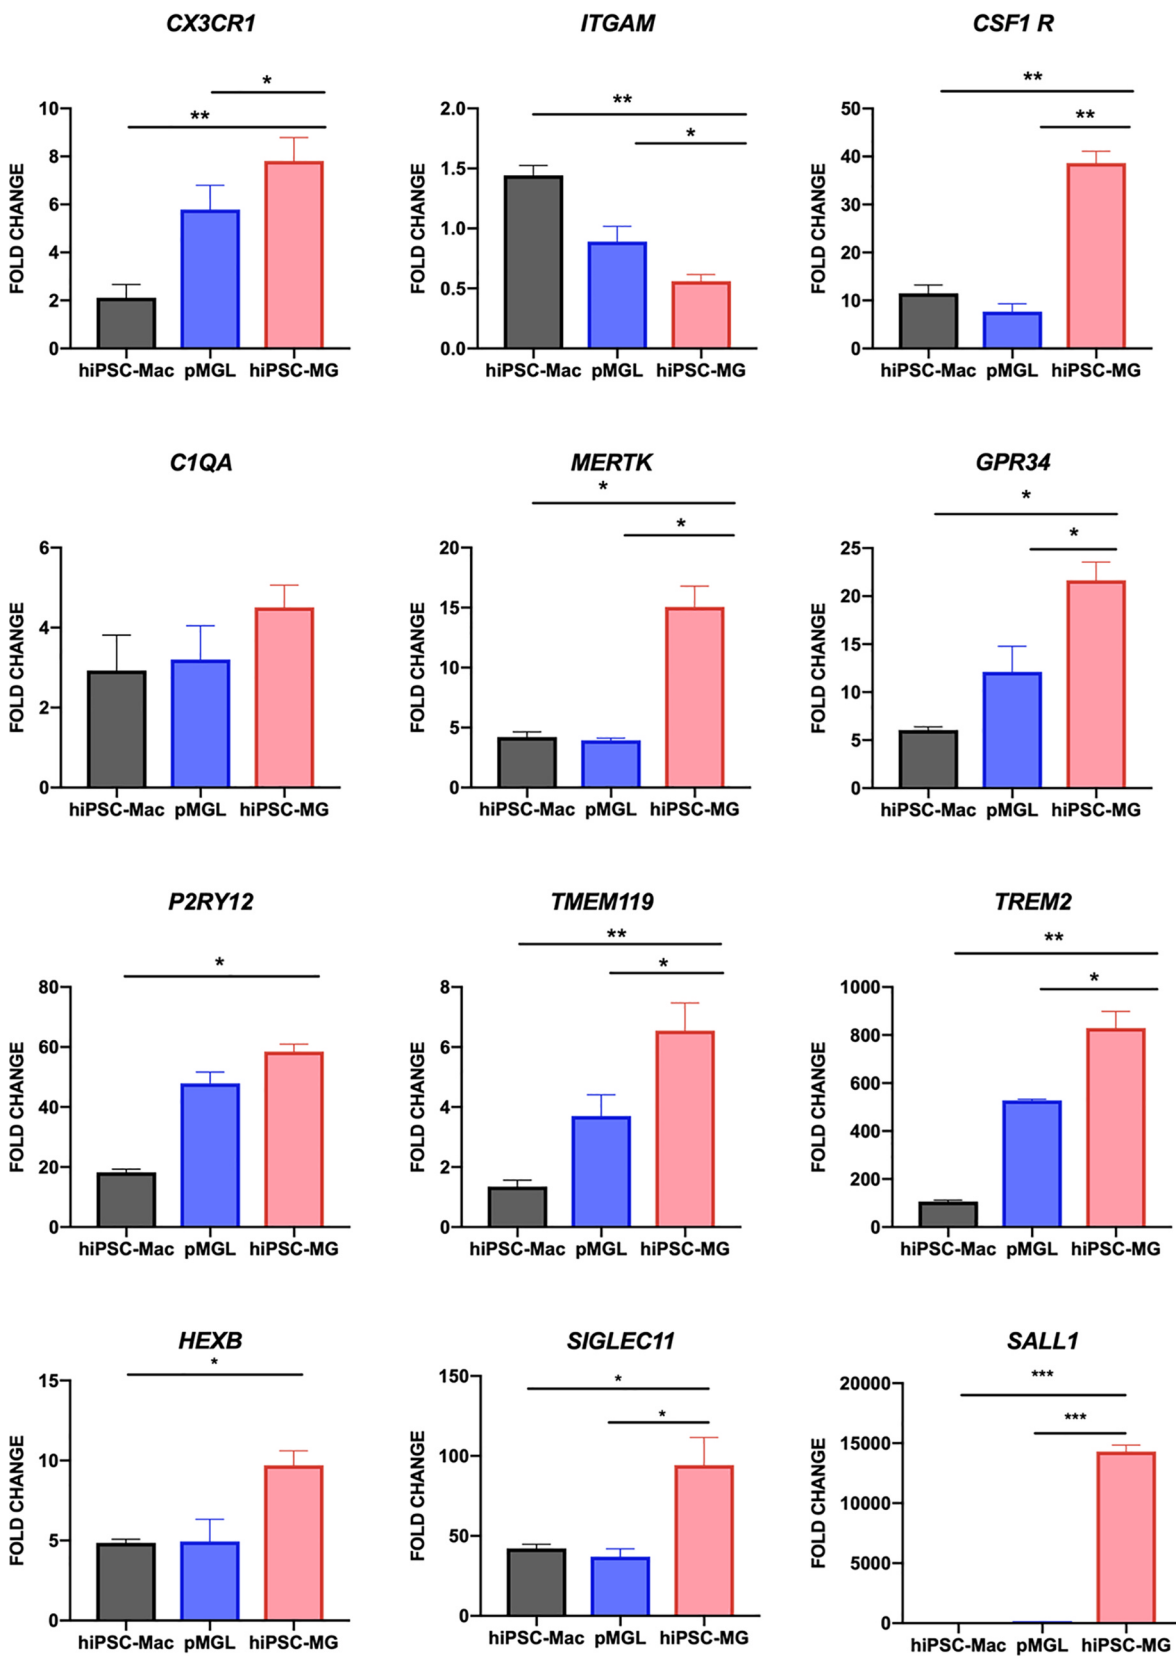 CX3CR1
*
**
10
8
6
4
2
0
FOLD CHANGE
hiPSC-Mac pMGL hiPSC-MG
ITGAM
**
*
2.0
1.5
1.0
0.5
0.0
FOLD CHANGE
hiPSC-Mac pMGL hiPSC-MG
CSF1 R
**
**
50
40
30
20
10
0
FOLD CHANGE
hiPSC-Mac pMGL hiPSC-MG
C1QA
6
4
2
0
FOLD CHANGE
hiPSC-Mac pMGL hiPSC-MG
MERTK
*
*
20
15
10
5
0
FOLD CHANGE
hiPSC-Mac pMGL hiPSC-MG
GPR34
*
*
25
20
15
10
5
0
FOLD CHANGE
hiPSC-Mac pMGL hiPSC-MG
P2RY12
*
80
60
40
20
0
FOLD CHANGE
hiPSC-Mac pMGL hiPSC-MG
TMEM119
**
*
8
6
4
2
0
FOLD CHANGE
hiPSC-Mac pMGL hiPSC-MG
TREM2
**
*
1000
800
600
400
200
0
FOLD CHANGE
hiPSC-Mac pMGL hiPSC-MG
HEXB
*
15
10
5
0
FOLD CHANGE
hiPSC-Mac pMGL hiPSC-MG
SIGLEC11
*
*
150
100
50
0
FOLD CHANGE
hiPSC-Mac pMGL hiPSC-MG
SALL1
***
***
20000
15000
10000
5000
0
FOLD CHANGE
hiPSC-Mac pMGL hiPSC-MG